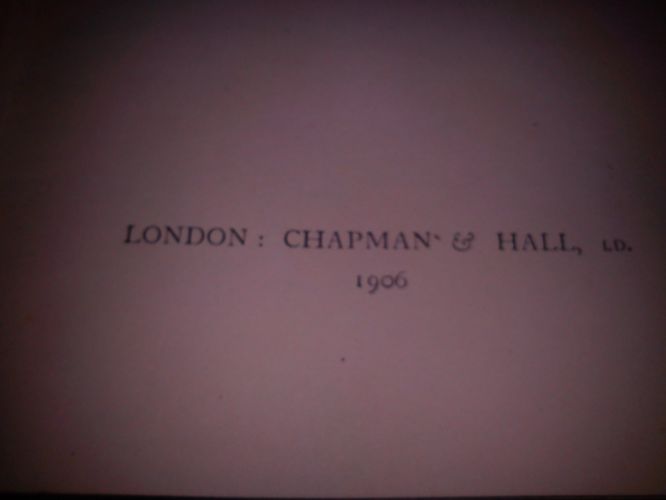 LONDON: CHAPMAN & HALL, LD.
1906